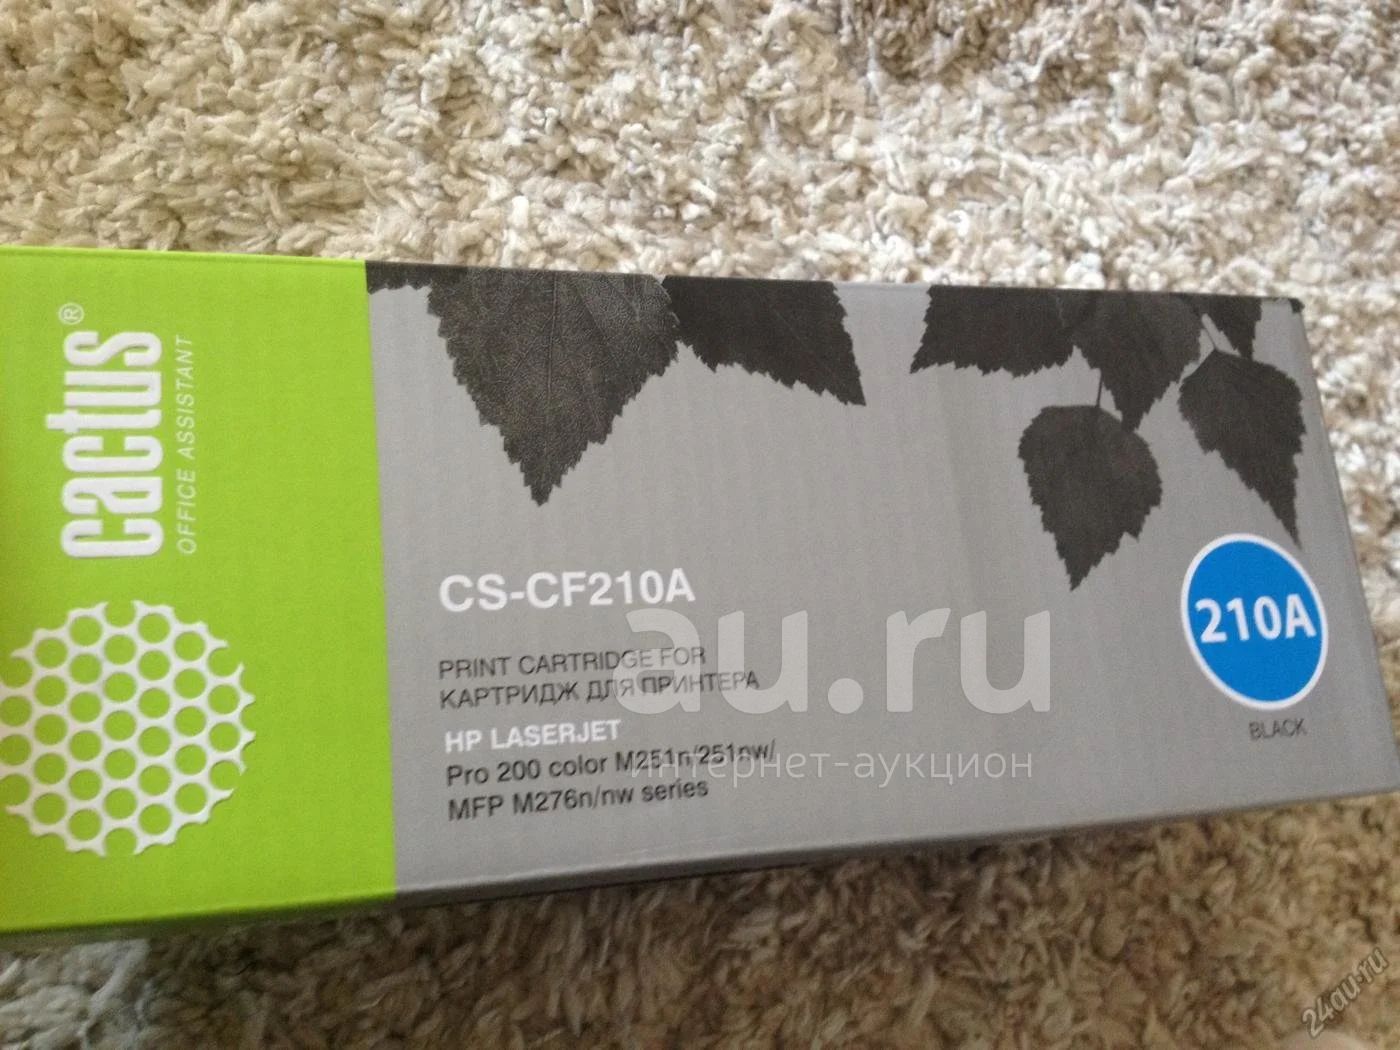 cactus®
OFFICE ASSISTANT
CS-CF210A
PRINT CARTRIDGE FOR
КАРТРИДЖ ДЛЯ ПРИНТЕРА
HP LASERJET
Pro 200 color M251n/251nw/
MFP M276n/nw series
210A
BLACK
au.ru
интернет-аукцион
24au.ru